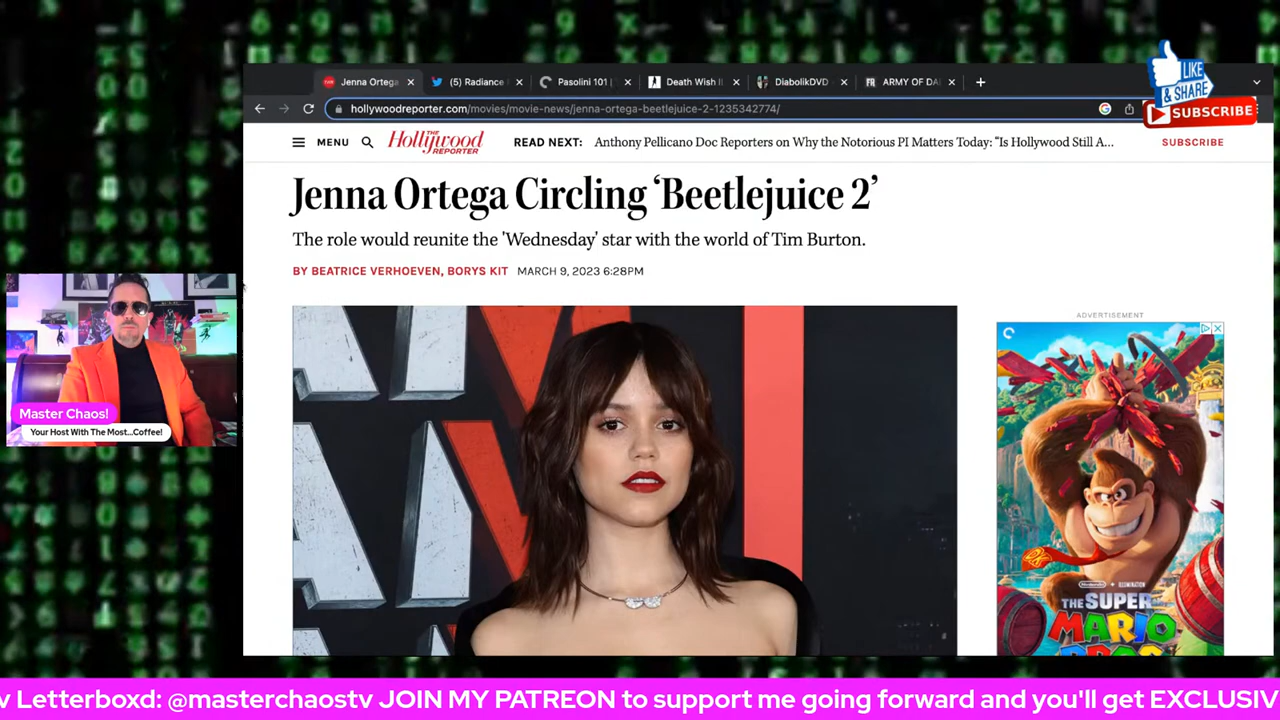 Jenna Ortega
(5) Radiance
Pasolini 101 |
Death Wish I
DiabolikDVD
ARMY OF DA
LIKE
& SHARE
SUBSCRIBE
hollywoodreporter.com/movies/movie-news/jenna-ortega-beetlejuice-2-1235342774/
MENU
THE
Hollywood
REPORTER
READ NEXT: Anthony Pellicano Doc Reporters on Why the Notorious PI Matters Today: “Is Hollywood Still A...
SUBSCRIBE
Jenna Ortega Circling ‘Beetlejuice 2’
The role would reunite the 'Wednesday' star with the world of Tim Burton.
BY BEATRICE VERHOEVEN, BORYS KIT MARCH 9, 2023 6:28PM
ADVERTISEMENT
Master Chaos!
Your Host With The Most...Coffee!
Nintendo
THE SUPER
MARIO
BROS
v Letterboxd: @masterchaostv JOIN MY PATREON to support me going forward and you'll get EXCLUSIV